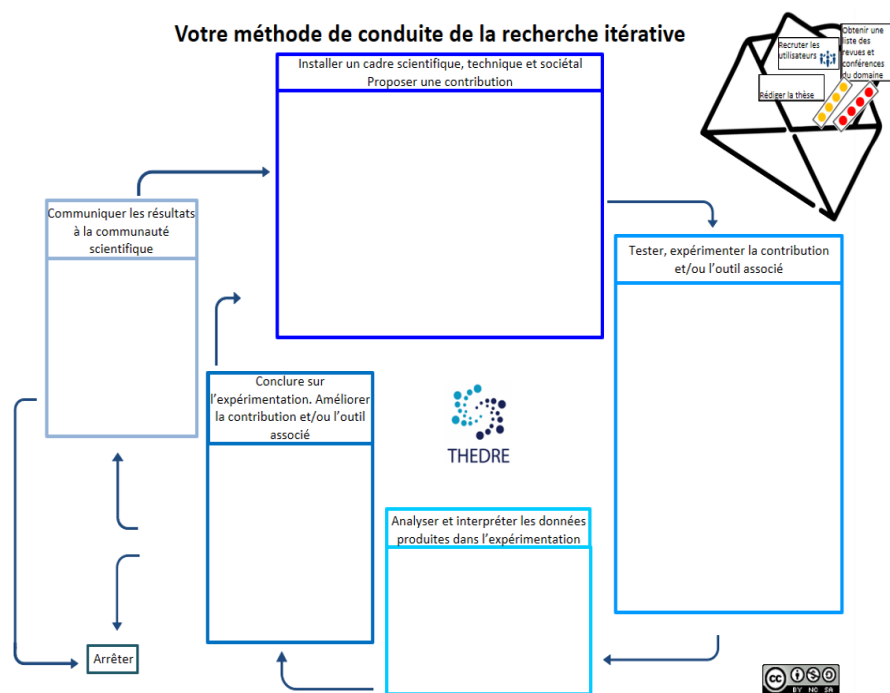 Votre méthode de conduite de la recherche itérative
Recruter les
utilisateurs
Obtenir une
liste des
revues et
conférences
du domaine
Rédiger la thèse
Installer un cadre scientifique, technique et sociétal
Proposer une contribution
Communiquer les résultats
à la communauté
scientifique
Tester, expérimenter la contribution
et/ou l’outil associé
Conclure sur
l’expérimentation. Améliorer
la contribution et/ou l’outil
associé
THEDRE
Analyser et interpréter les données
produites dans l’expérimentation
Arrêter
cc
BY NC SA